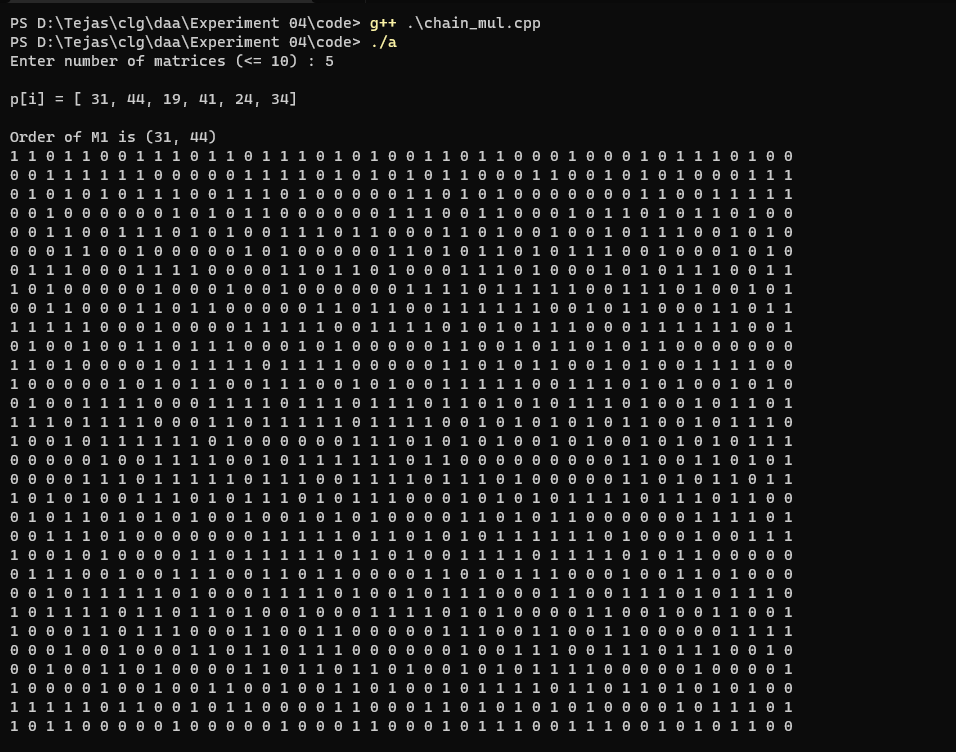 PS D:\Tejas\clg\daa\Experiment 04\code> g++ .\chain_mul.cpp
PS D:\Tejas\clg\daa\Experiment 04\code> ./a
Enter number of matrices (<= 10) : 5
p[i] = [ 31, 44, 19, 41, 24, 34]
Order of M1 is (31, 44)
1 1 0 1 1 0 0 1 1 1 0 1 1 0 1 1 1 0 1 0 1 0 0 1 1 0 1 1 0 0 0 1 0 0 0 1 0 1 1 1 0 1 0 0
0 0 1 1 1 1 1 1 0 0 0 0 0 1 1 1 1 0 1 0 1 0 1 0 1 1 0 0 0 1 1 0 0 1 0 1 0 1 0 0 0 1 1 1
0 1 0 1 0 1 0 1 1 1 0 0 1 1 1 0 1 0 0 0 0 0 1 1 0 1 0 1 0 0 0 0 0 0 0 1 1 0 0 1 1 1 1 1
0 0 1 0 0 0 0 0 0 1 0 1 0 1 1 0 0 0 0 0 0 1 1 1 0 0 1 1 0 0 0 1 0 1 1 0 1 0 1 1 0 1 0 0
0 0 1 1 0 0 1 1 1 0 1 0 1 0 0 1 1 1 0 1 1 0 0 0 1 1 0 1 0 0 1 0 0 1 0 1 1 1 0 0 1 0 1 0
0 0 0 1 1 0 0 1 0 0 0 0 0 1 0 1 0 0 0 0 0 1 1 0 1 0 1 1 0 1 0 1 1 1 0 0 1 0 0 0 1 0 1 0
0 1 1 1 0 0 0 1 1 1 1 0 0 0 0 1 1 0 1 1 0 1 0 0 0 1 1 1 0 1 0 0 0 1 0 1 0 1 1 1 0 0 1 1
1 0 1 0 0 0 0 0 1 0 0 0 1 0 0 1 0 0 0 0 0 0 1 1 1 1 0 1 1 1 1 1 0 0 1 1 1 0 1 0 0 1 0 1
0 0 1 1 0 0 0 1 1 0 1 1 0 0 0 0 0 1 1 0 1 1 0 0 1 1 1 1 1 1 0 0 1 0 1 1 0 0 0 1 1 0 1 1
1 1 1 1 1 0 0 0 1 0 0 0 0 1 1 1 1 1 0 0 1 1 1 1 0 1 0 1 0 1 1 1 0 0 0 1 1 1 1 1 1 0 0 1
0 1 0 0 1 0 0 1 1 0 1 1 1 0 0 0 1 0 1 0 0 0 0 0 1 1 0 0 1 0 1 1 0 1 0 1 1 0 0 0 0 0 0 0
1 1 0 1 0 0 0 0 1 0 1 1 1 1 0 1 1 1 1 0 0 0 0 0 1 1 0 1 0 1 1 0 0 1 0 1 0 0 1 1 1 1 0 0
1 0 0 0 0 0 1 0 1 0 1 1 0 0 1 1 1 0 0 1 0 1 0 0 1 1 1 1 1 0 0 1 1 1 0 1 0 1 0 0 1 0 1 0
0 1 0 0 1 1 1 1 0 0 0 1 1 1 1 0 1 1 1 0 1 1 1 0 1 1 0 1 0 1 0 1 1 1 0 1 0 0 1 0 1 1 0 1
1 1 1 0 1 1 1 1 0 0 0 1 1 0 1 1 1 1 1 0 1 1 1 1 0 0 1 0 1 0 1 0 1 0 1 1 0 0 1 0 1 1 1 0
1 0 0 1 0 1 1 1 1 1 1 0 1 0 0 0 0 0 0 1 1 1 0 1 0 1 0 1 0 0 1 0 1 0 0 1 0 1 0 1 0 1 1 1
0 0 0 0 0 1 0 0 1 1 1 1 0 0 1 0 1 1 1 1 1 1 0 1 1 0 0 0 0 0 0 0 0 0 1 1 0 0 1 1 0 1 0 1
0 0 0 0 1 1 1 0 1 1 1 1 1 0 1 1 1 0 0 1 1 1 0 1 0 1 0 1 1 1 0 0 0 0 0 1 1 0 1 0 1 0 1 1
1 0 1 0 1 0 0 1 1 1 0 1 0 1 1 1 0 1 0 1 1 1 0 0 0 1 0 1 0 1 0 1 1 1 1 0 1 1 1 0 1 1 0 0
0 1 0 1 1 0 1 0 1 0 1 0 0 1 0 0 1 0 1 0 1 0 0 0 0 1 1 0 1 0 1 1 0 0 0 0 0 0 1 1 1 1 0 1
0 0 1 1 1 0 1 0 0 0 0 0 0 0 1 1 1 1 1 0 1 1 0 1 0 1 1 0 1 1 1 1 1 0 1 0 0 0 1 0 0 1 1 1
1 0 0 1 0 1 0 0 0 0 1 1 0 1 1 1 1 1 0 1 1 0 1 0 0 1 1 1 1 0 1 1 1 1 0 1 0 1 1 0 0 0 0 0
0 1 1 1 0 0 1 0 0 1 1 1 0 0 1 1 0 1 1 0 0 0 0 1 1 0 1 0 1 1 1 0 0 0 1 0 0 1 1 0 1 0 0 0
0 0 1 0 1 1 1 1 1 0 1 0 0 0 1 1 1 1 0 1 0 0 0 1 0 0 1 1 1 0 0 0 1 1 0 0 1 1 1 0 1 1 1 0
1 0 1 1 1 1 0 1 1 0 1 1 0 1 0 0 1 0 0 0 1 1 1 1 0 1 0 1 0 0 0 0 1 1 0 0 1 0 0 1 1 0 0 1
1 0 0 0 1 1 0 1 1 1 0 0 0 1 1 0 0 1 1 0 0 0 0 0 1 1 1 0 0 1 1 0 0 1 1 0 0 0 0 0 1 1 1 1
0 0 0 1 0 0 1 0 0 0 1 1 0 1 1 0 1 1 1 0 0 0 0 0 0 1 0 0 1 1 1 0 0 1 1 1 0 1 1 1 0 0 1 0
0 0 1 0 0 1 1 0 1 0 0 0 0 1 1 0 1 1 1 0 1 1 0 1 0 0 1 0 1 0 1 1 1 1 0 0 0 0 0 1 0 0 0 0 1
1 0 0 0 0 1 0 0 1 0 0 1 1 0 0 1 0 0 1 1 0 1 0 0 1 0 1 1 1 1 0 1 1 0 1 1 0 1 0 1 0 1 0 0
1 1 1 1 1 0 1 1 0 0 1 0 0 1 0 1 1 0 0 0 0 1 1 1 0 1 0 1 1 1 0 1 0 0 0 0 0 1 0 1 1 1 0 1
1 0 1 1 0 0 0 0 0 1 0 0 0 0 0 1 0 0 0 1 1 0 0 0 1 0 1 1 1 0 0 1 1 1 0 0 1 0 1 0 1 1 0 0